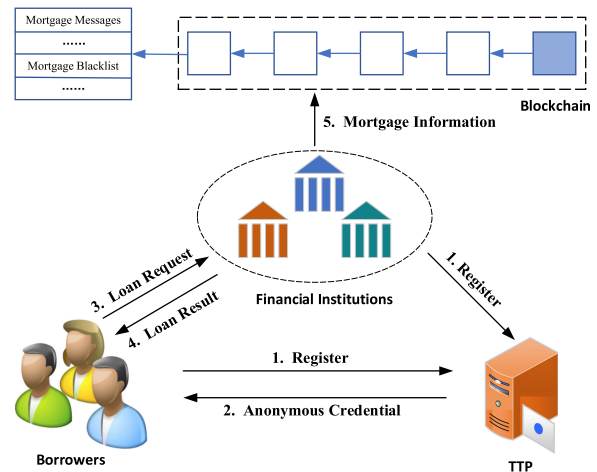 Mortgage Messages
......
Mortgage Blacklist
......
Blockchain
5. Mortgage Information
Financial Institutions
3. Loan Request
4. Loan Result
1. Register
1. Register
2. Anonymous Credential
Borrowers
TTP